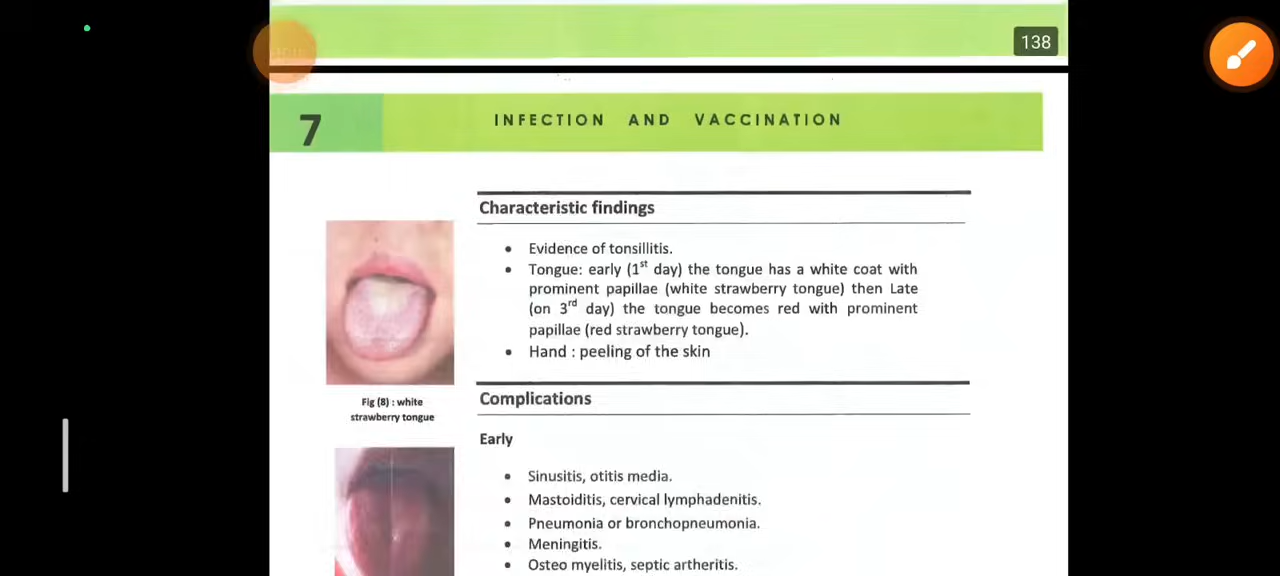 138
7
INFECTION AND VACCINATION
Characteristic findings
• Evidence of tonsillitis.
• Tongue: early (1st day) the tongue has a white coat with
prominent papillae (white strawberry tongue) then Late
(on 3rd day) the tongue becomes red with prominent
papillae (red strawberry tongue).
• Hand : peeling of the skin
Fig (8) : white
strawberry tongue
Complications
Early
• Sinusitis, otitis media.
• Mastoiditis, cervical lymphadenitis.
• Pneumonia or bronchopneumonia.
• Meningitis.
• Osteo myelitis, septic artheritis.